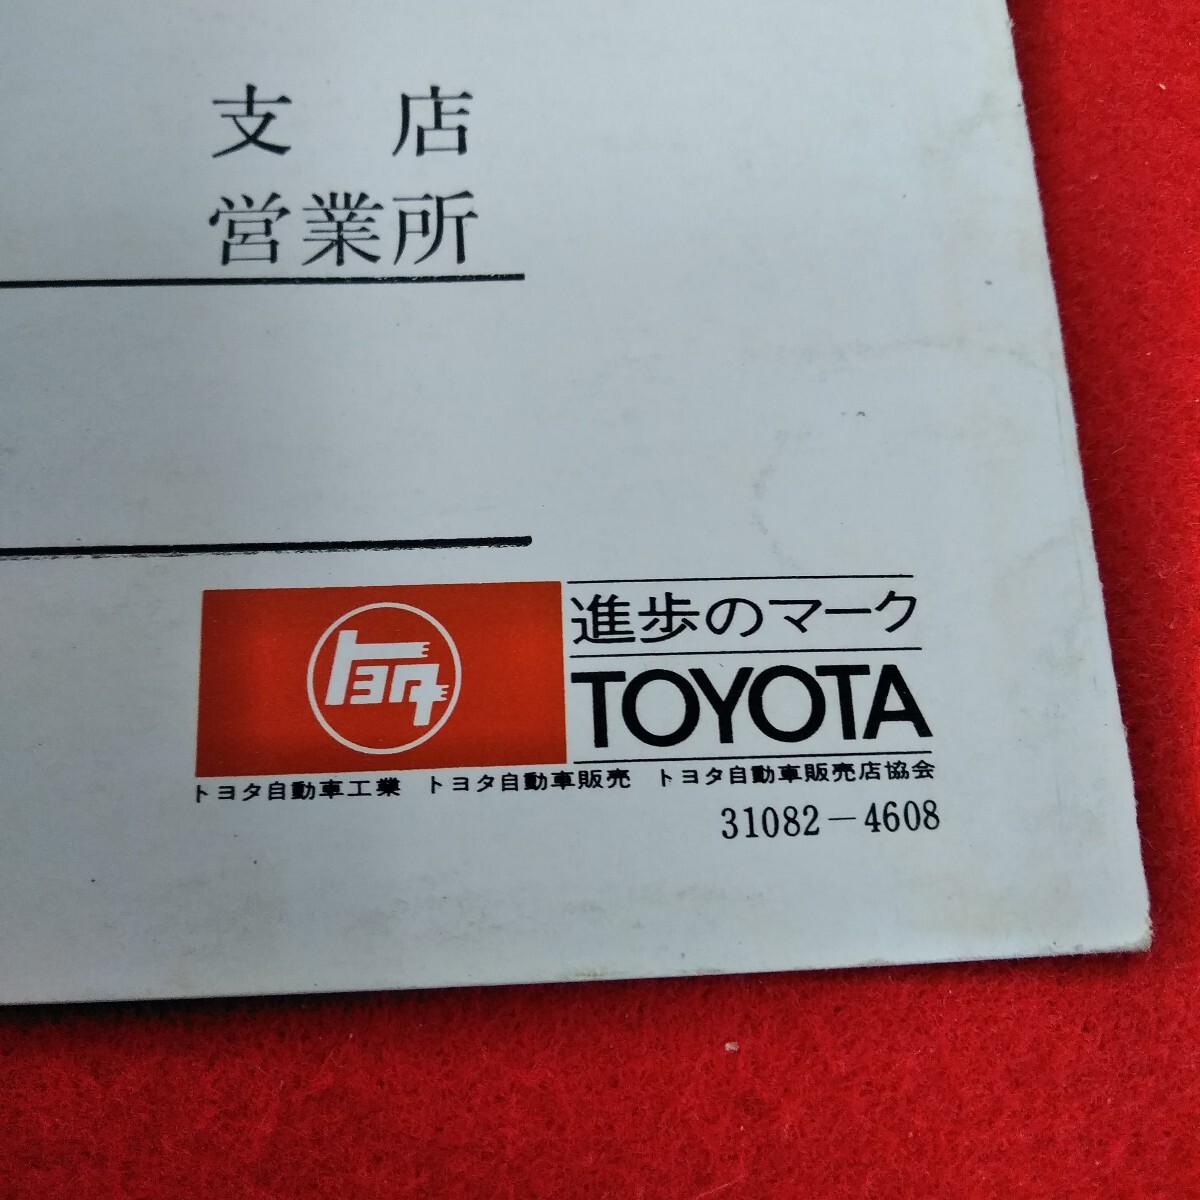 支店
営業所
トヨタ
進歩のマーク
TOYOTA
トヨタ自動車工業 トヨタ自動車販売 トヨタ自動車販売店協会
31082-4608